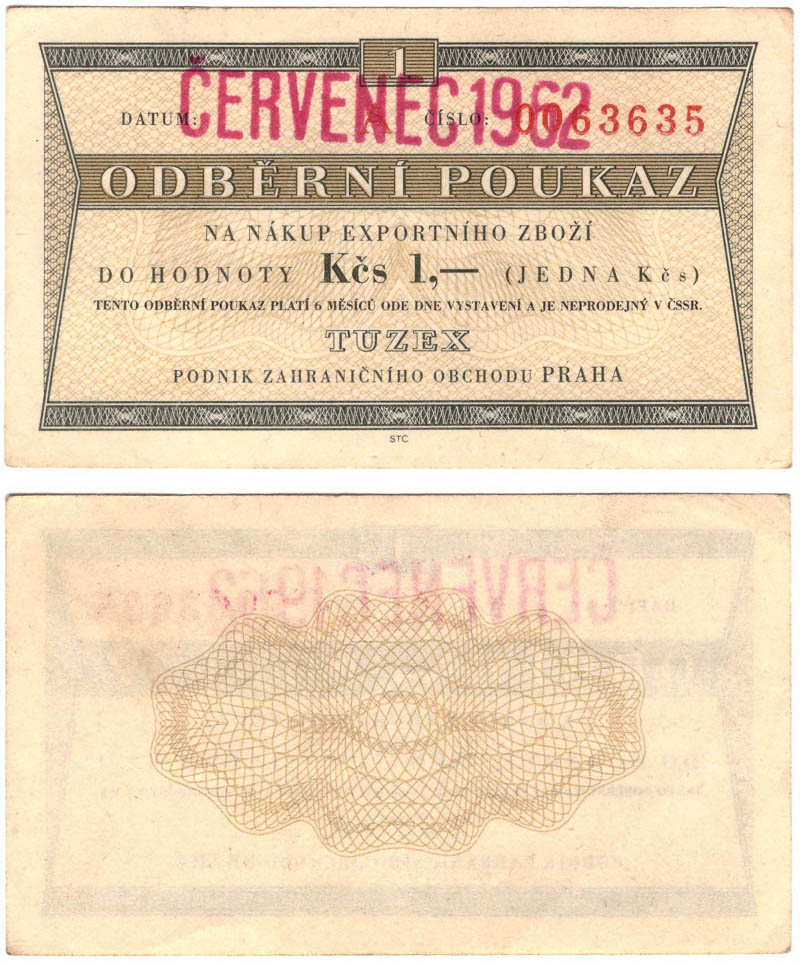 1
ČERVENEC 1962
DATUM: A ČÍSLO: 0063635
ODBĚRNÍ POUKAZ
NA NÁKUP EXPORTNÍHO ZBOŽÍ
DO HODNOTY Kčs 1,— (JEDNA Kčs)
TENTO ODBĚRNÍ POUKAZ PLATÍ 6 MĚSÍCŮ ODE DNE VYSTAVENÍ A JE NEPRODEJNÝ V ČSSR.
TUZEX
PODNIK ZAHRANIČNÍHO OBCHODU PRAHA
STC